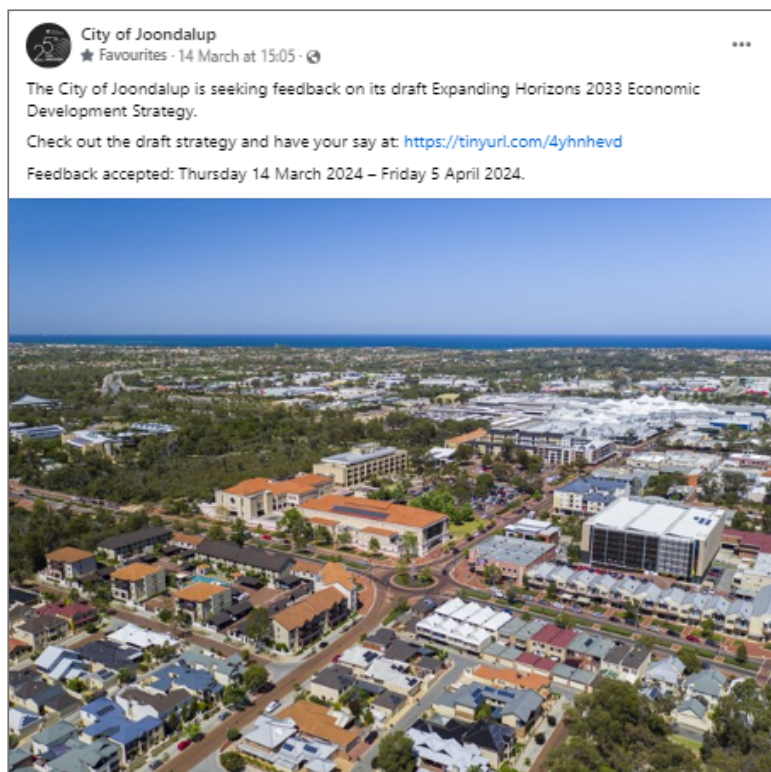 City of Joondalup
Favourites · 14 March at 15:05 ·
The City of Joondalup is seeking feedback on its draft Expanding Horizons 2033 Economic
Development Strategy.
Check out the draft strategy and have your say at: https://tinyurl.com/4yhnhevd
Feedback accepted: Thursday 14 March 2024 – Friday 5 April 2024.